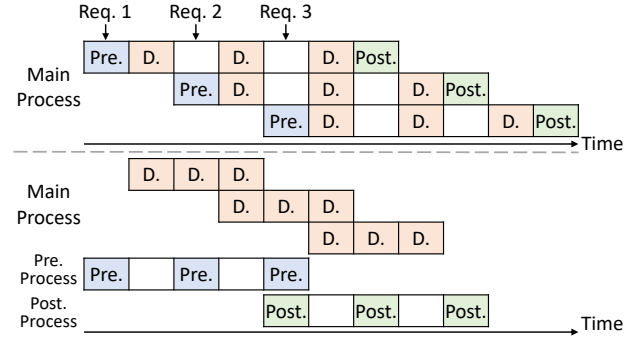 Req. 1 Req. 2 Req. 3
Pre. D. D. D. Post.
Main
Process
Pre. D. D. D. Post.
Pre. D. D. D. Post.
Time
D. D. D.
Main
Process
D. D. D.
D. D. D.
Pre.
Process
Pre. Pre. Pre.
Post.
Process
Post. Post. Post.
Time